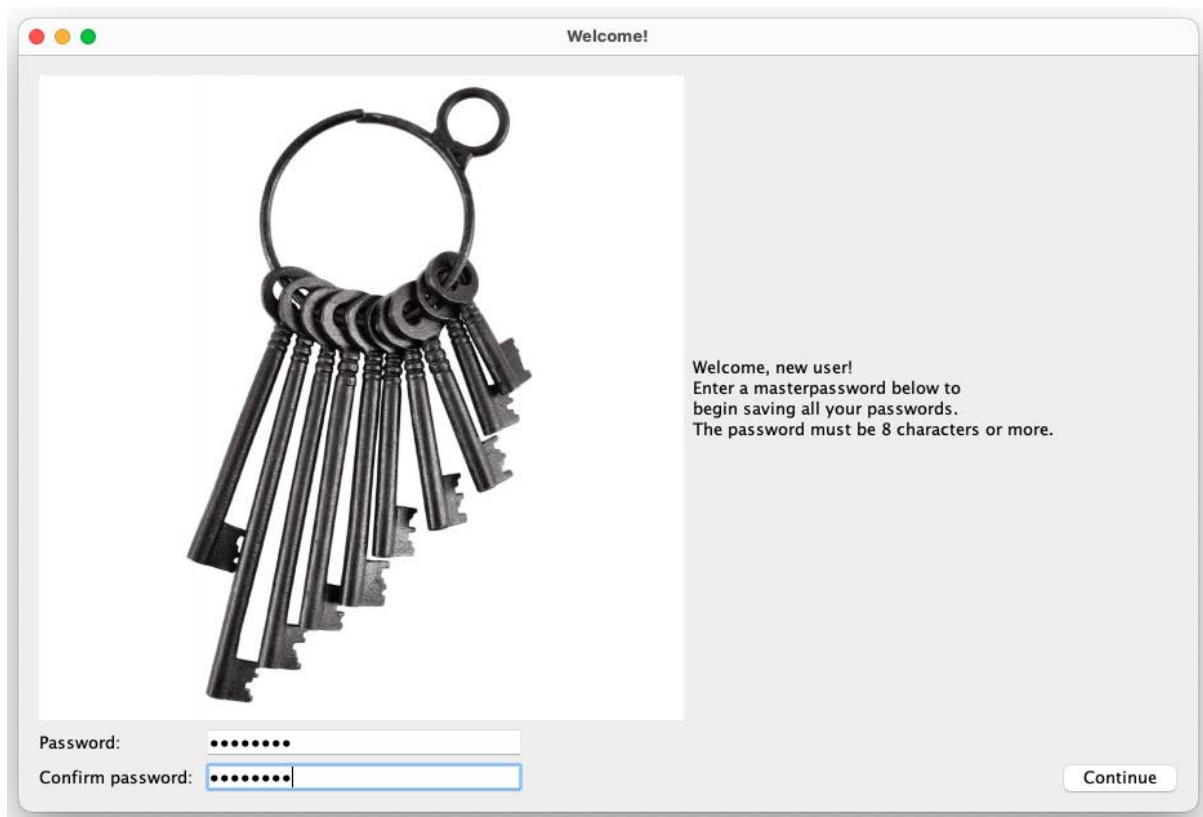 Welcome!
Welcome, new user!
Enter a masterpassword below to
begin saving all your passwords.
The password must be 8 characters or more.
Password: ••••••••
Confirm password: ••••••••
Continue